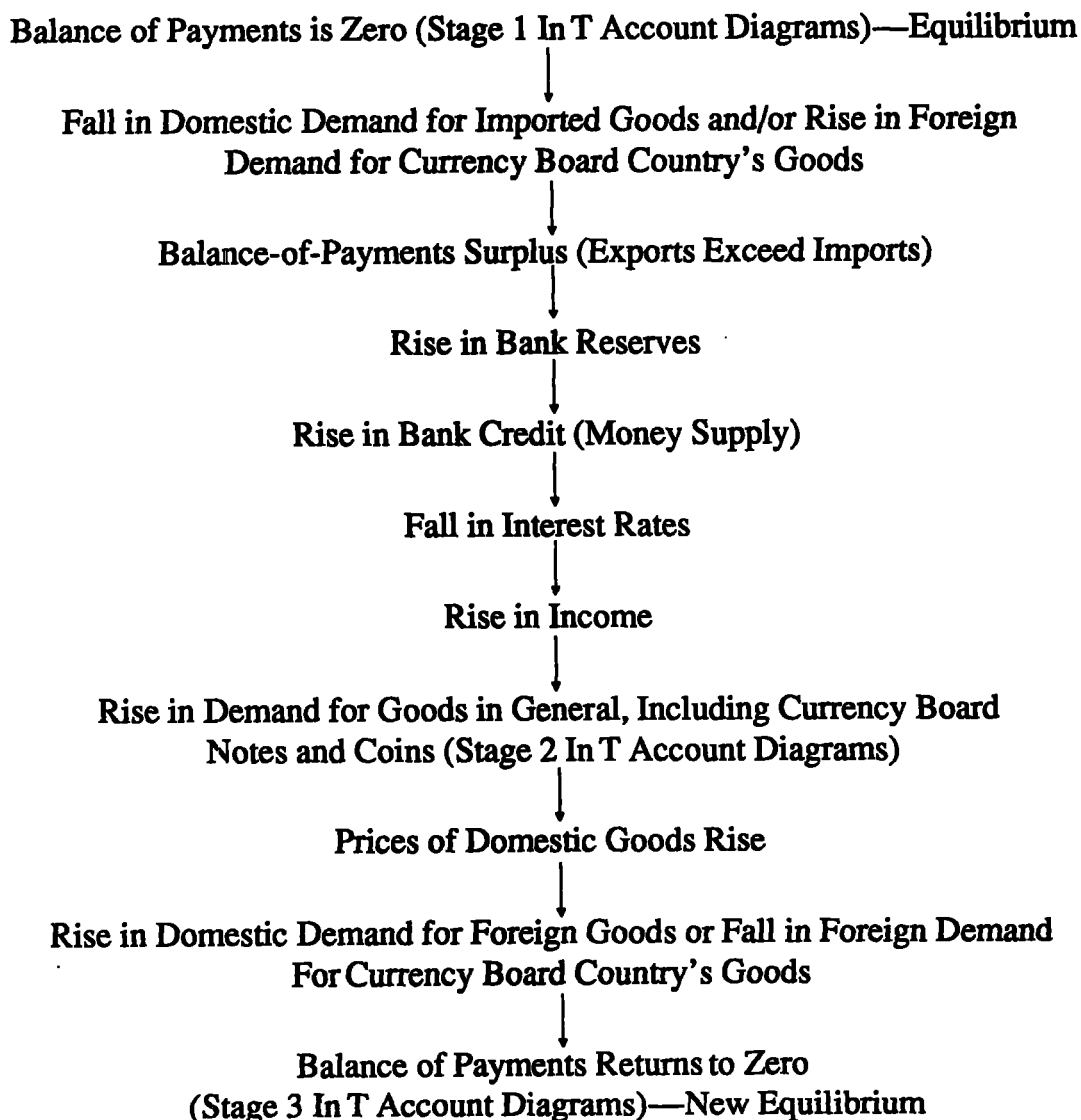 Balance of Payments is Zero (Stage 1 In T Account Diagrams)—Equilibrium
Fall in Domestic Demand for Imported Goods and/or Rise in Foreign
Demand for Currency Board Country's Goods
Balance-of-Payments Surplus (Exports Exceed Imports)
Rise in Bank Reserves
Rise in Bank Credit (Money Supply)
Fall in Interest Rates
Rise in Income
Rise in Demand for Goods in General, Including Currency Board
Notes and Coins (Stage 2 In T Account Diagrams)
Prices of Domestic Goods Rise
Rise in Domestic Demand for Foreign Goods or Fall in Foreign Demand
For Currency Board Country's Goods
Balance of Payments Returns to Zero
(Stage 3 In T Account Diagrams)—New Equilibrium